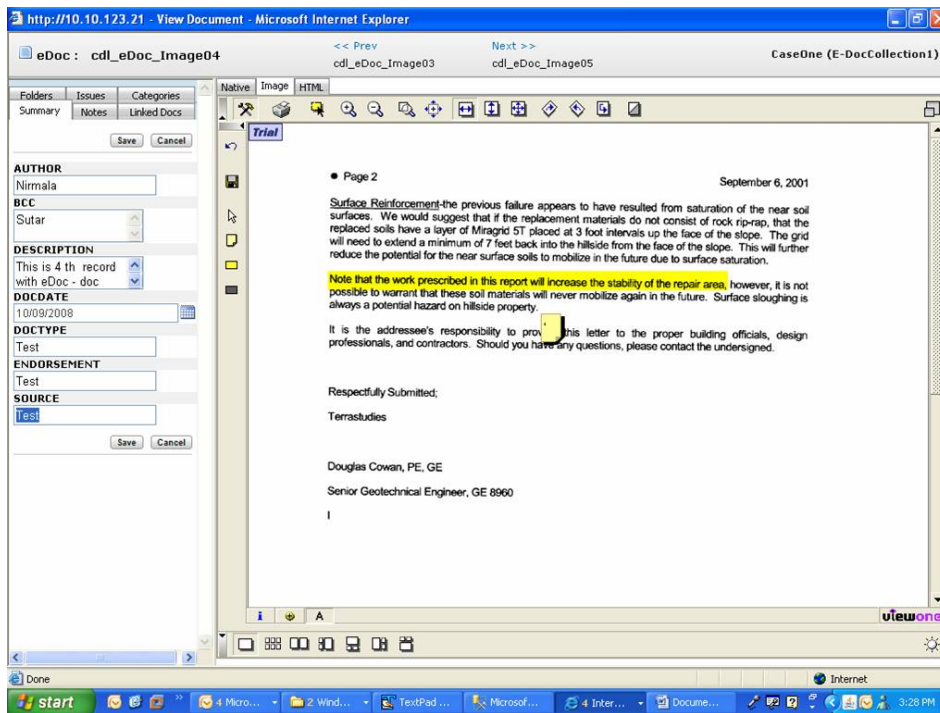 http://10.10.123.21 - View Document - Microsoft Internet Explorer
eDoc : cdl_eDoc_Image04
<< Prev
cdl_eDoc_Image03
Next >>
cdl_eDoc_Image05
CaseOne (E-DocCollection1)
Folders Issues Categories
Summary Notes Linked Docs
Save Cancel
AUTHOR
Nirmala
BCC
Sutar
DESCRIPTION
This is 4 th record
with eDoc - doc
DOCDATE
10/09/2008
DOCTYPE
Test
ENDORSEMENT
Test
SOURCE
Test
Save Cancel
Native Image HTML
Trial
• Page 2
September 6, 2001
Surface Reinforcement-the previous failure appears to have resulted from saturation of the near soil
surfaces. We would suggest that if the replacement materials do not consist of rock rip-rap, that the
replaced soils have a layer of Miragrid 5T placed at 3 foot intervals up the face of the slope. The grid
will need to extend a minimum of 7 feet back into the hillside from the face of the slope. This will further
reduce the potential for the near surface soils to mobilize in the future due to surface saturation.
Note that the work prescribed in this report will increase the stability of the repair area, however, it is not
possible to warrant that these soil materials will never mobilize again in the future. Surface sloughing is
always a potential hazard on hillside property.
It is the addressee's responsibility to pro this letter to the proper building officials, design
professionals, and contractors. Should you have any questions, please contact the undersigned.
Respectfully Submitted;
Terrastudies
Douglas Cowan, PE, GE
Senior Geotechnical Engineer, GE 8960
I
i A
viewone
Done
Internet
start
4 Micro...
2 Wind...
TextPad ...
Microsof...
4 Inter...
Docume...
3:28 PM